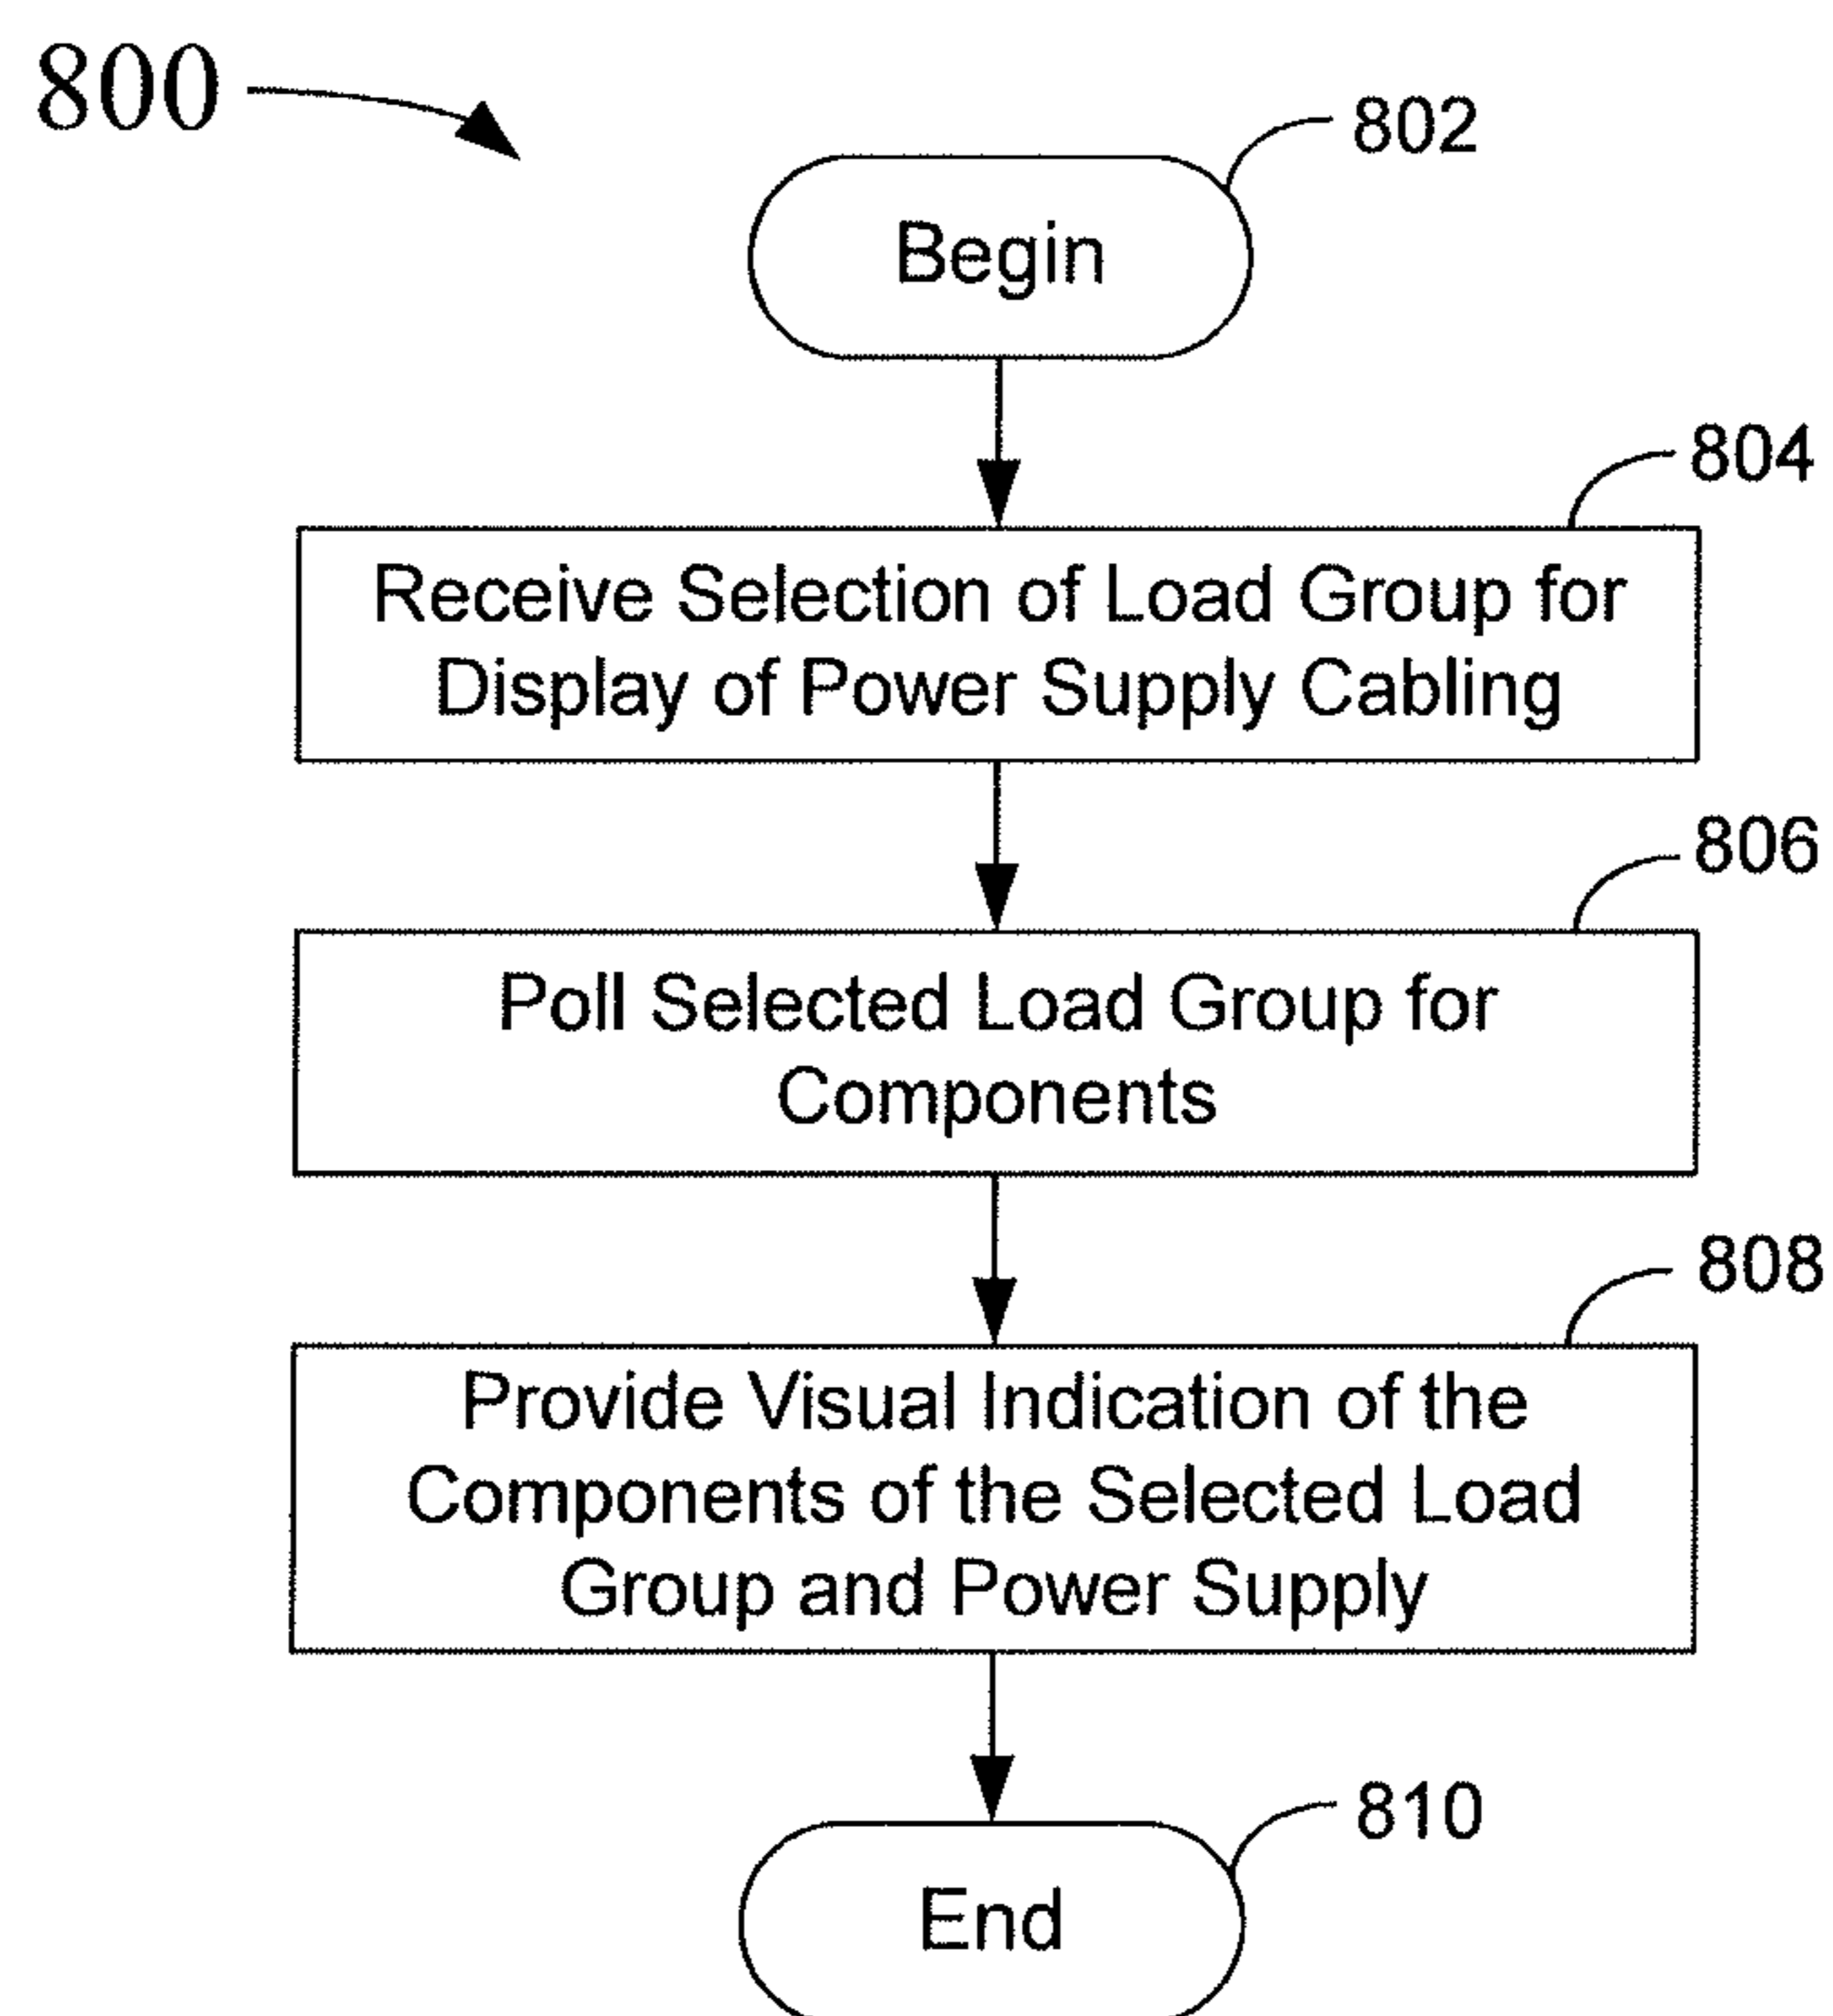 800
802
Begin
804
Receive Selection of Load Group for
Display of Power Supply Cabling
806
Poll Selected Load Group for
Components
808
Provide Visual Indication of the
Components of the Selected Load
Group and Power Supply
810
End